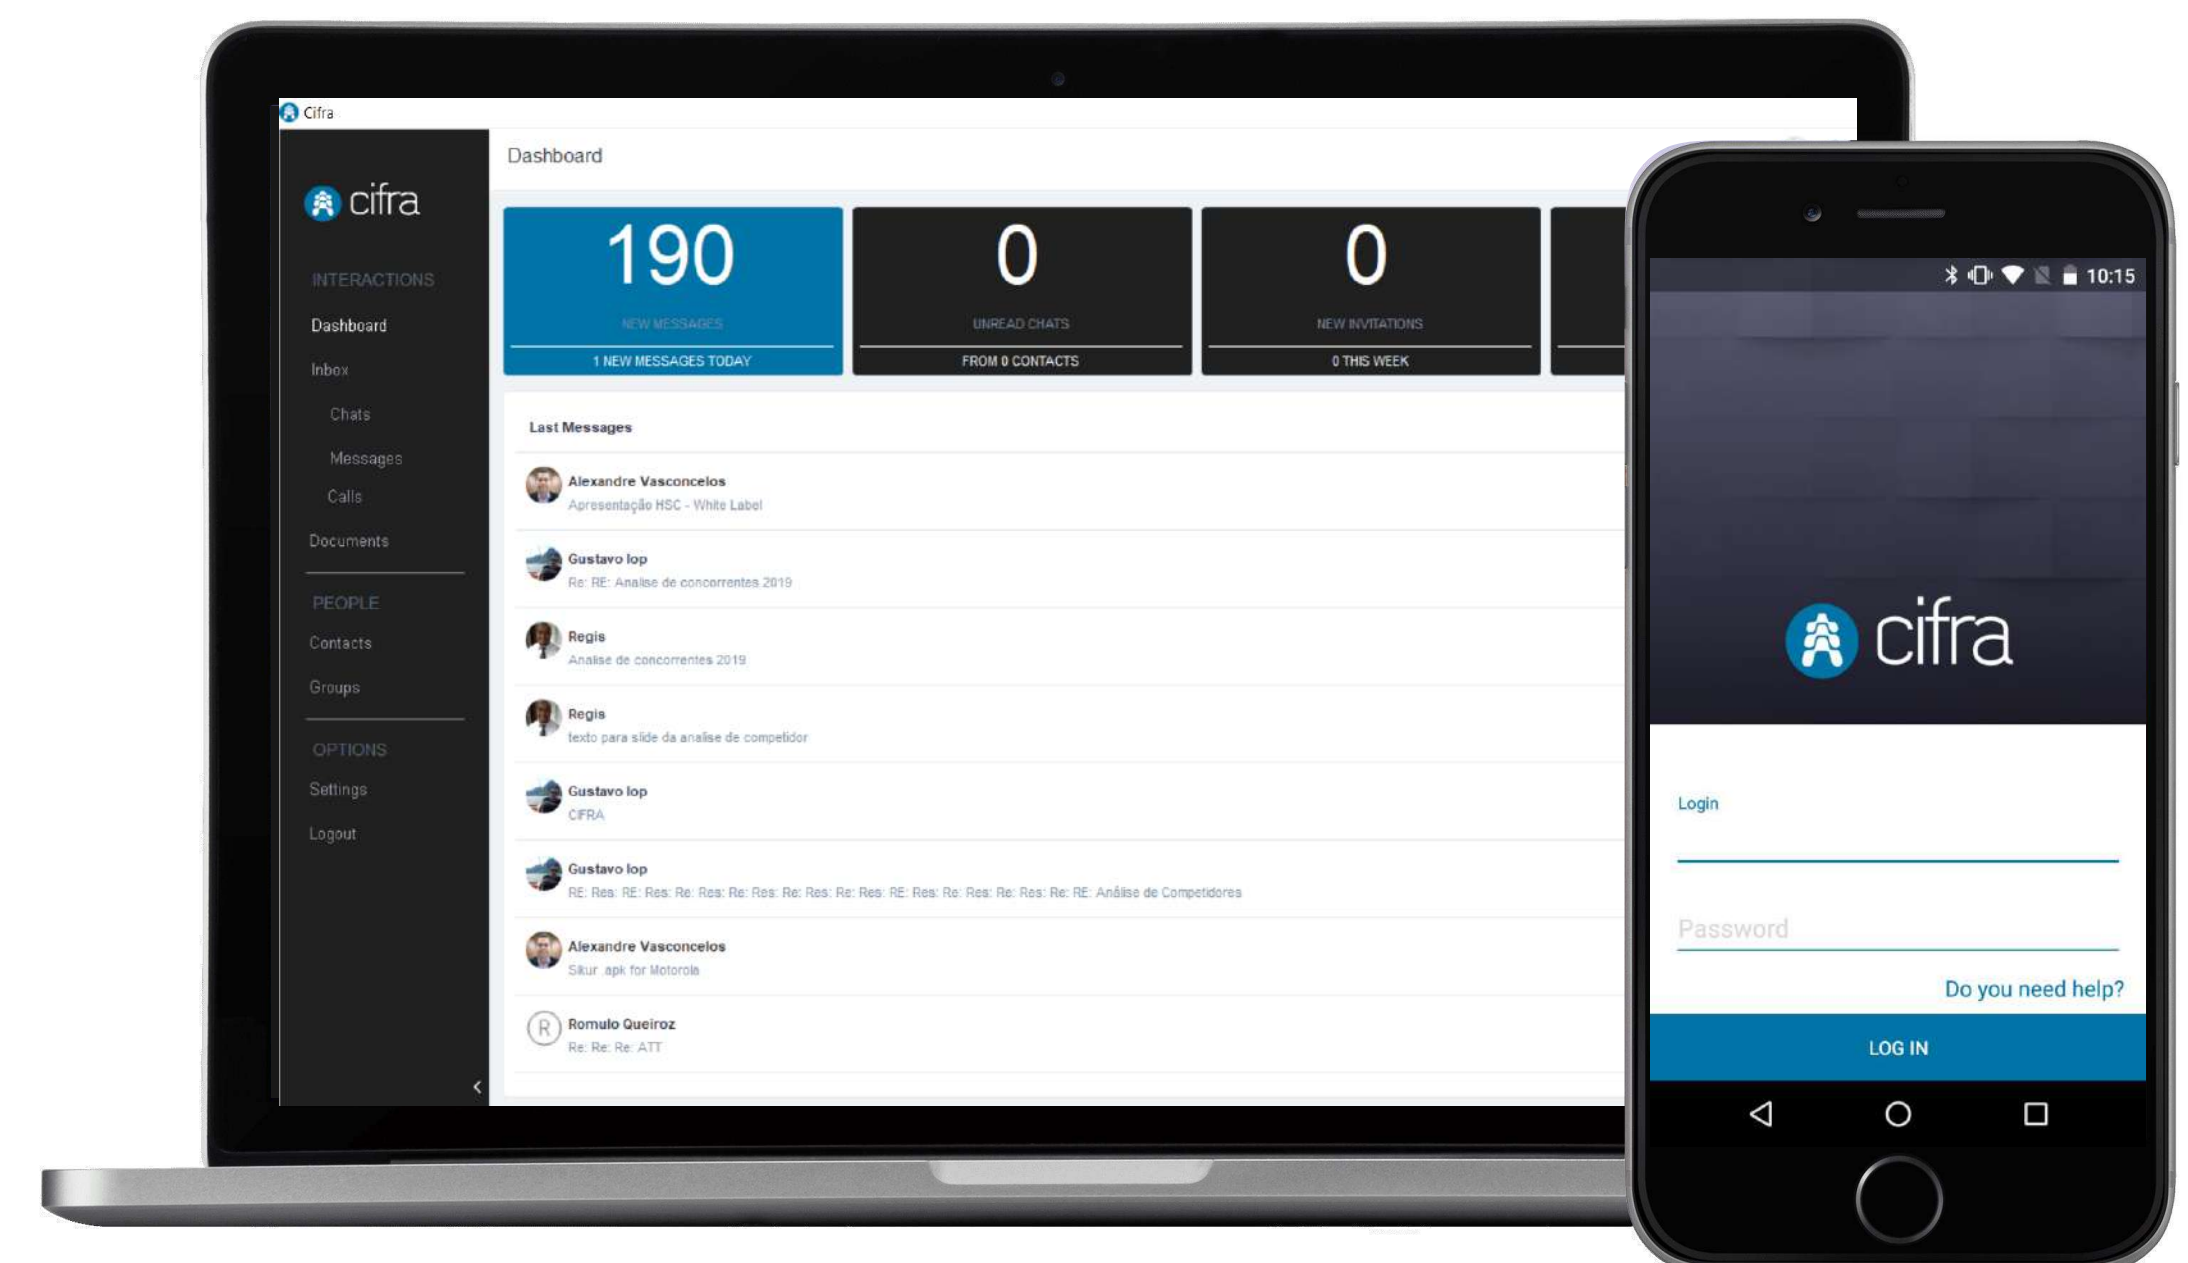 Cifra
cifra
INTERACTIONS
Dashboard
Inbox
Chats
Messages
Calls
Documents
PEOPLE
Contacts
Groups
OPTIONS
Settings
Logout
Dashboard
190
NEW MESSAGES
1 NEW MESSAGES TODAY
0
UNREAD CHATS
FROM 0 CONTACTS
0
NEW INVITATIONS
0 THIS WEEK
Last Messages
Alexandre Vasconcelos
Apresentação HSC - White Label
Gustavo Iop
Re: RE: Analise de concorrentes 2019
Regis
Analise de concorrentes 2019
Regis
texto para slide da analise de competidor
Gustavo Iop
CIFRA
Gustavo Iop
RE: Res: RE: Res: Re: Res: Re: Res: Re: Res: Re: Res: RE: Res: Re: Res: Re: Res: Re: RE: Análise de Competidores
Alexandre Vasconcelos
Sikur .apk for Motorola
R
Romulo Queiroz
Re: Re: Re: ATT
10:15
cifra
Login
Password
Do you need help?
LOG IN